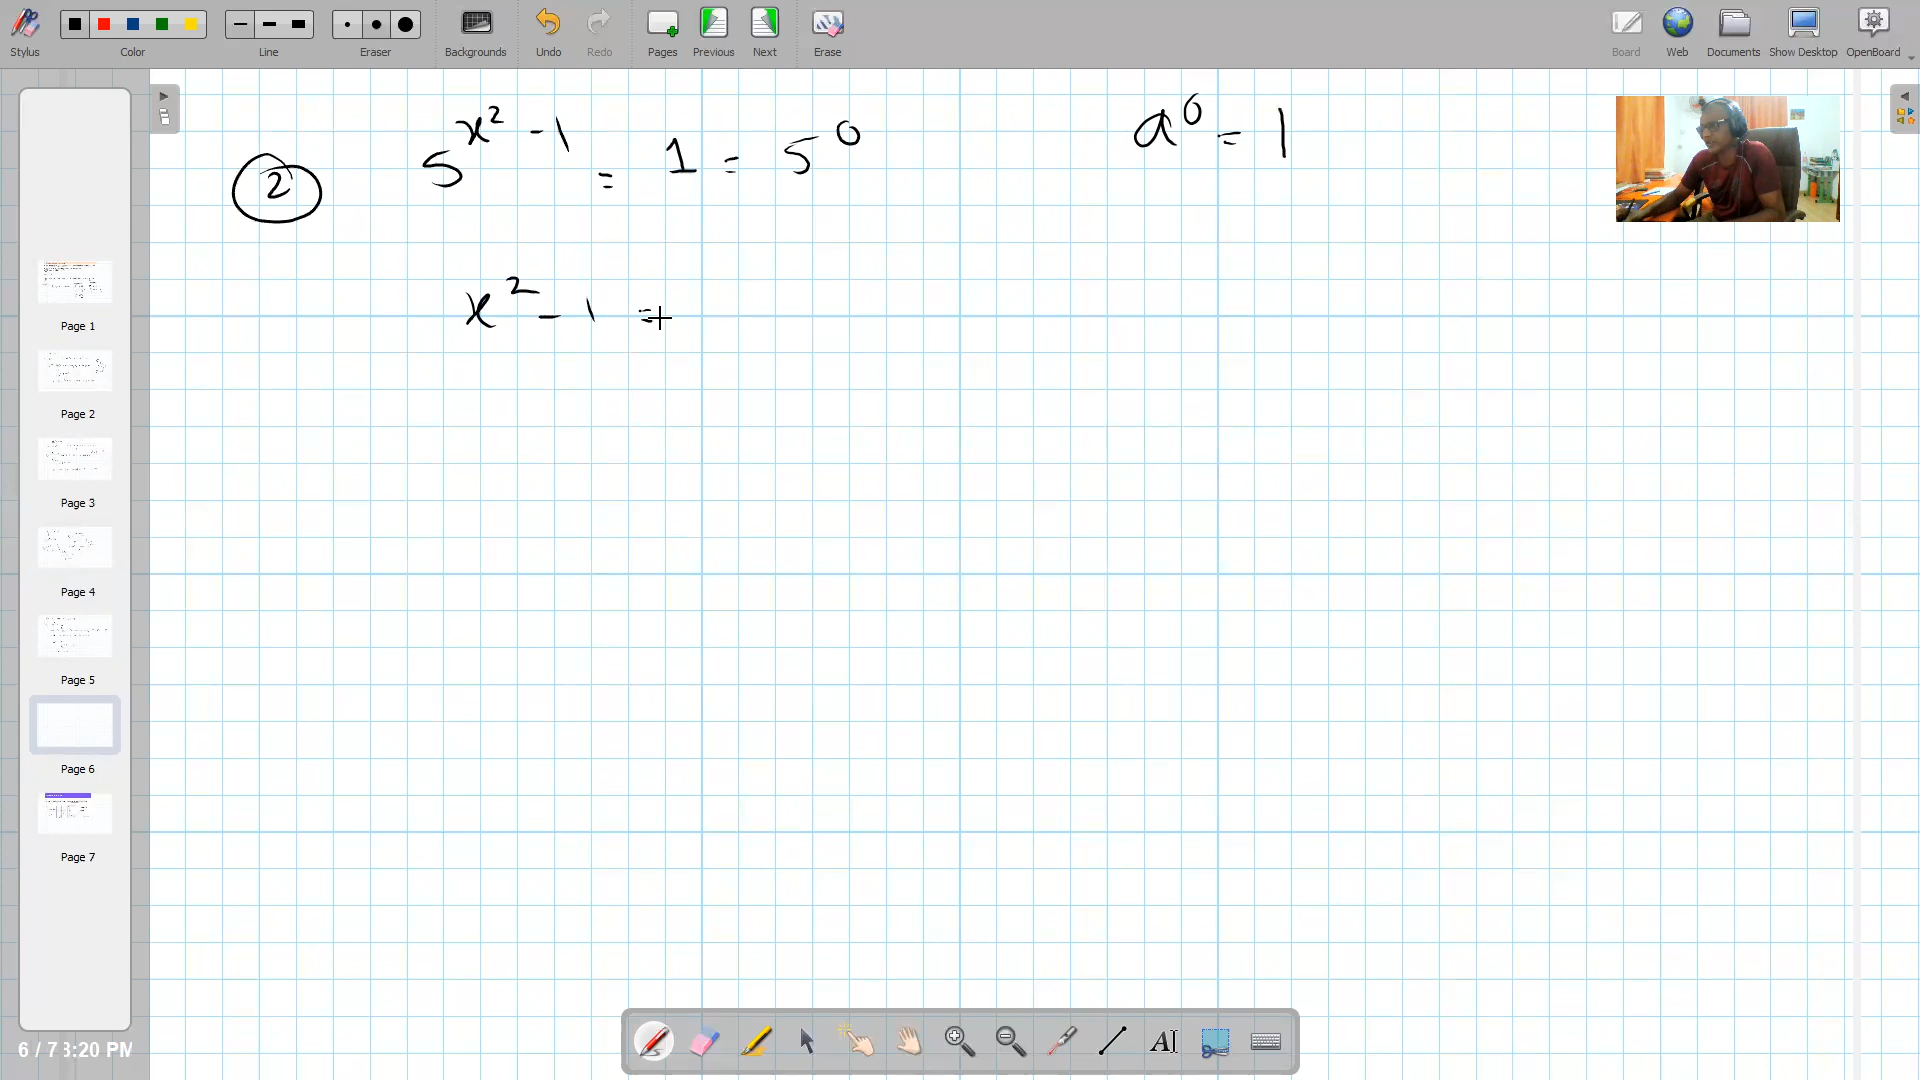 Stylus Color Line Eraser Backgrounds Undo Redo Pages Previous Next Erase Board Web Documents Show Desktop OpenBoard
② 5^{x^2 - 1} = 1 = 5^0
a^0 = 1
x^2 - 1 =
Page 1
Page 2
Page 3
Page 4
Page 5
Page 6
Page 7
6 / 7 3:20 PM